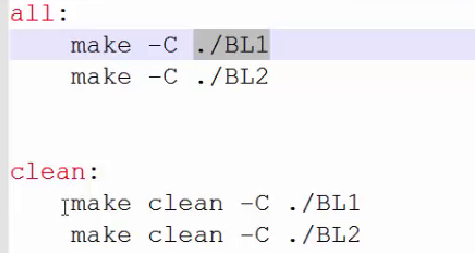 all:
make -C ./BL1
make -C ./BL2
clean:
make clean -C ./BL1
make clean -C ./BL2